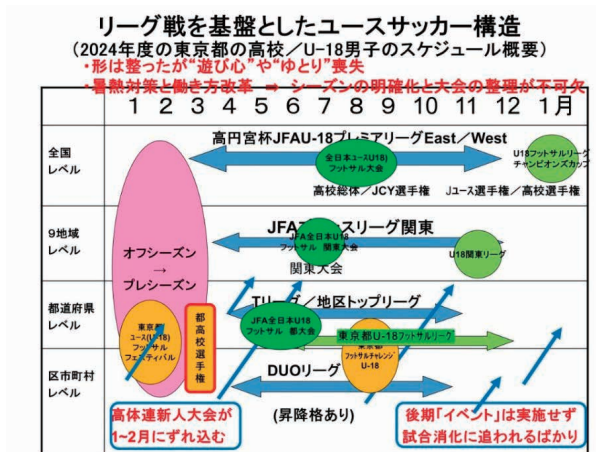 リーグ戦を基盤としたユースサッカー構造
(2024年度の東京都の高校／U-18男子のスケジュール概要)
・形は整ったが“遊び心”や“ゆとり”喪失
・暑熱対策と働き方改革 ⇒ シーズンの明確化と大会の整理が不可欠
1 2 3 4 5 6 7 8 9 10 11 12 1月
全国
レベル
高円宮杯JFAU-18プレミアリーグEast／West
全日本ユース(U18)
フットサル大会
U18フットサルリーグ
チャンピオンズカップ
高校総体／JCY選手権
Jユース選手権／高校選手権
9地域
レベル
リーグ関東
JFA全日本U18
フットサル 関東大会
関東大会
U18関東リーグ
オフシーズン
→
プレシーズン
都道府県
レベル
Tリーグ／地区トップリーグ
JFA全日本U18
フットサル 都大会
東京都U-18フットサルリーグ
東京都
ユース(U-18)
フットサル
フェスティバル
都高校選手権
東京都
フットサルチャレンジ
U-18
区市町村
レベル
DUOリーグ
(昇降格あり)
高体連新人大会が
1~2月にずれ込む
後期「イベント」は実施せず
試合消化に追われるばかり